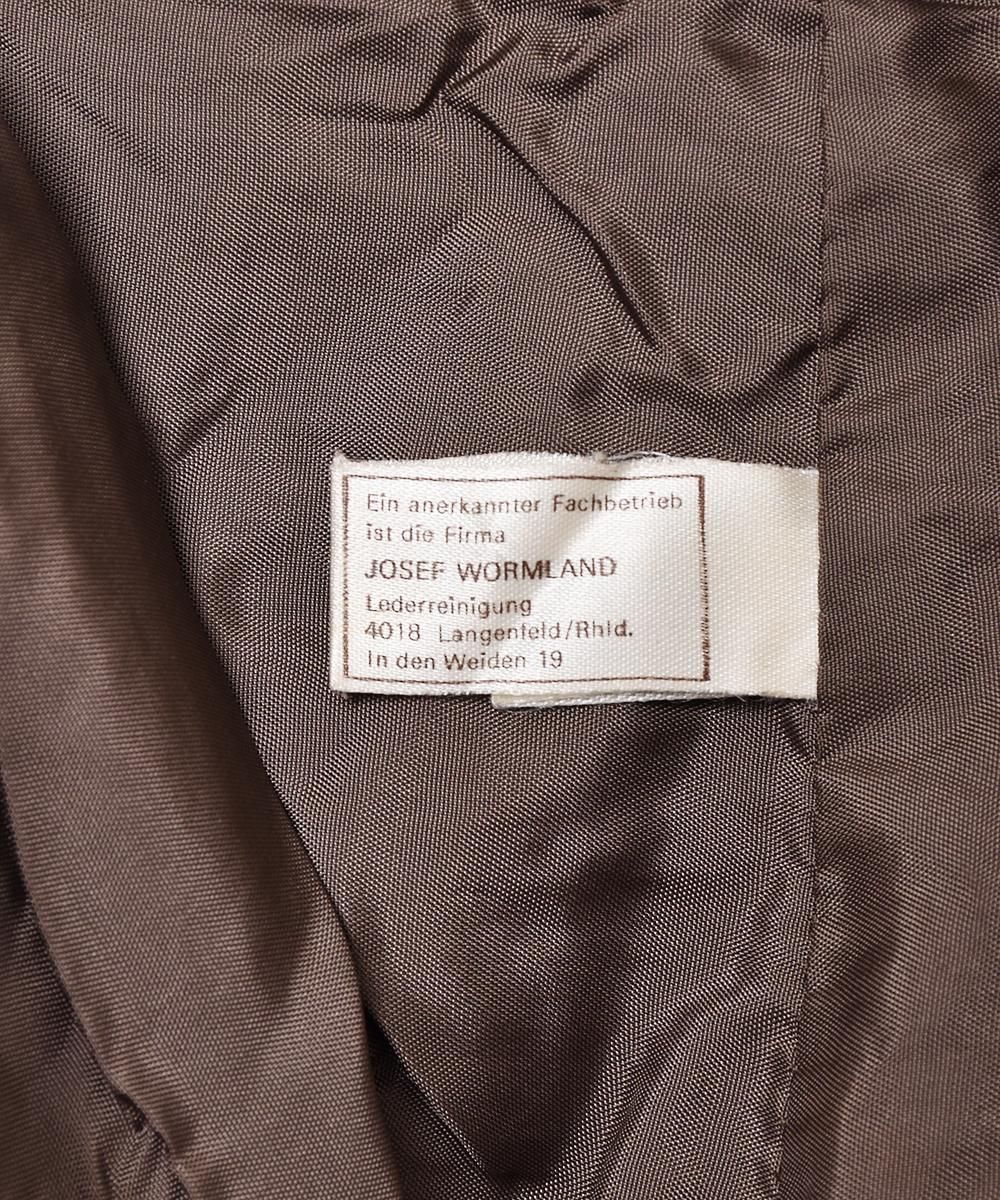 Ein anerkannter Fachbetrieb
ist die Firma
JOSEF WORMLAND
Lederreinigung
4018 Langenfeld/Rhld.
In den Weiden 19